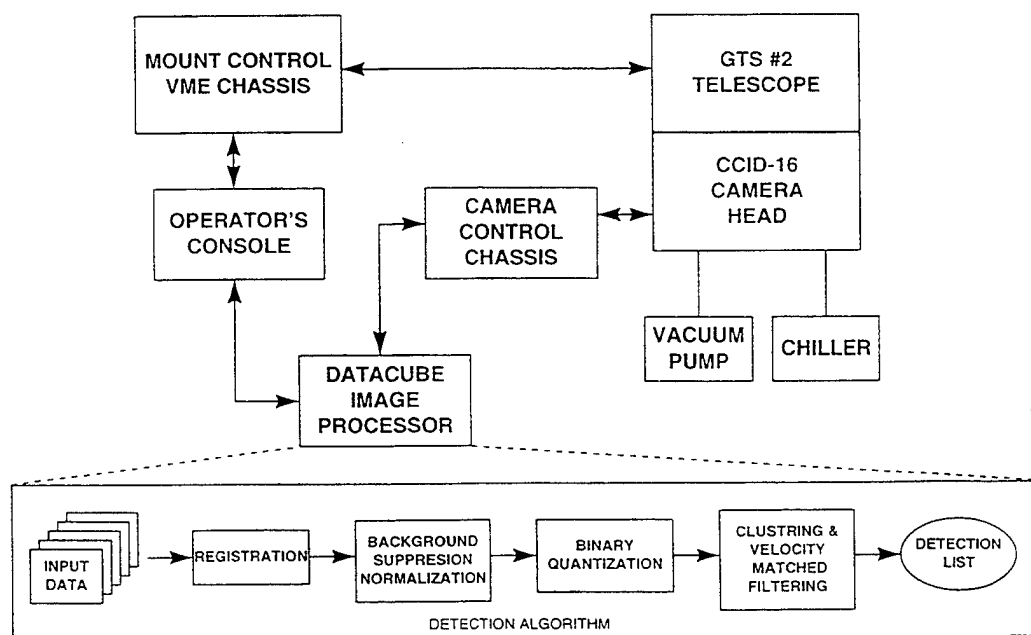 MOUNT CONTROL
VME CHASSIS
GTS #2
TELESCOPE
CCID-16
CAMERA
HEAD
OPERATOR'S
CONSOLE
CAMERA
CONTROL
CHASSIS
VACUUM
PUMP
CHILLER
DATACUBE
IMAGE
PROCESSOR
INPUT
DATA
REGISTRATION
BACKGROUND
SUPPRESION
NORMALIZATION
BINARY
QUANTIZATION
CLUSTRING &
VELOCITY
MATCHED
FILTERING
DETECTION
LIST
DETECTION ALGORITHM